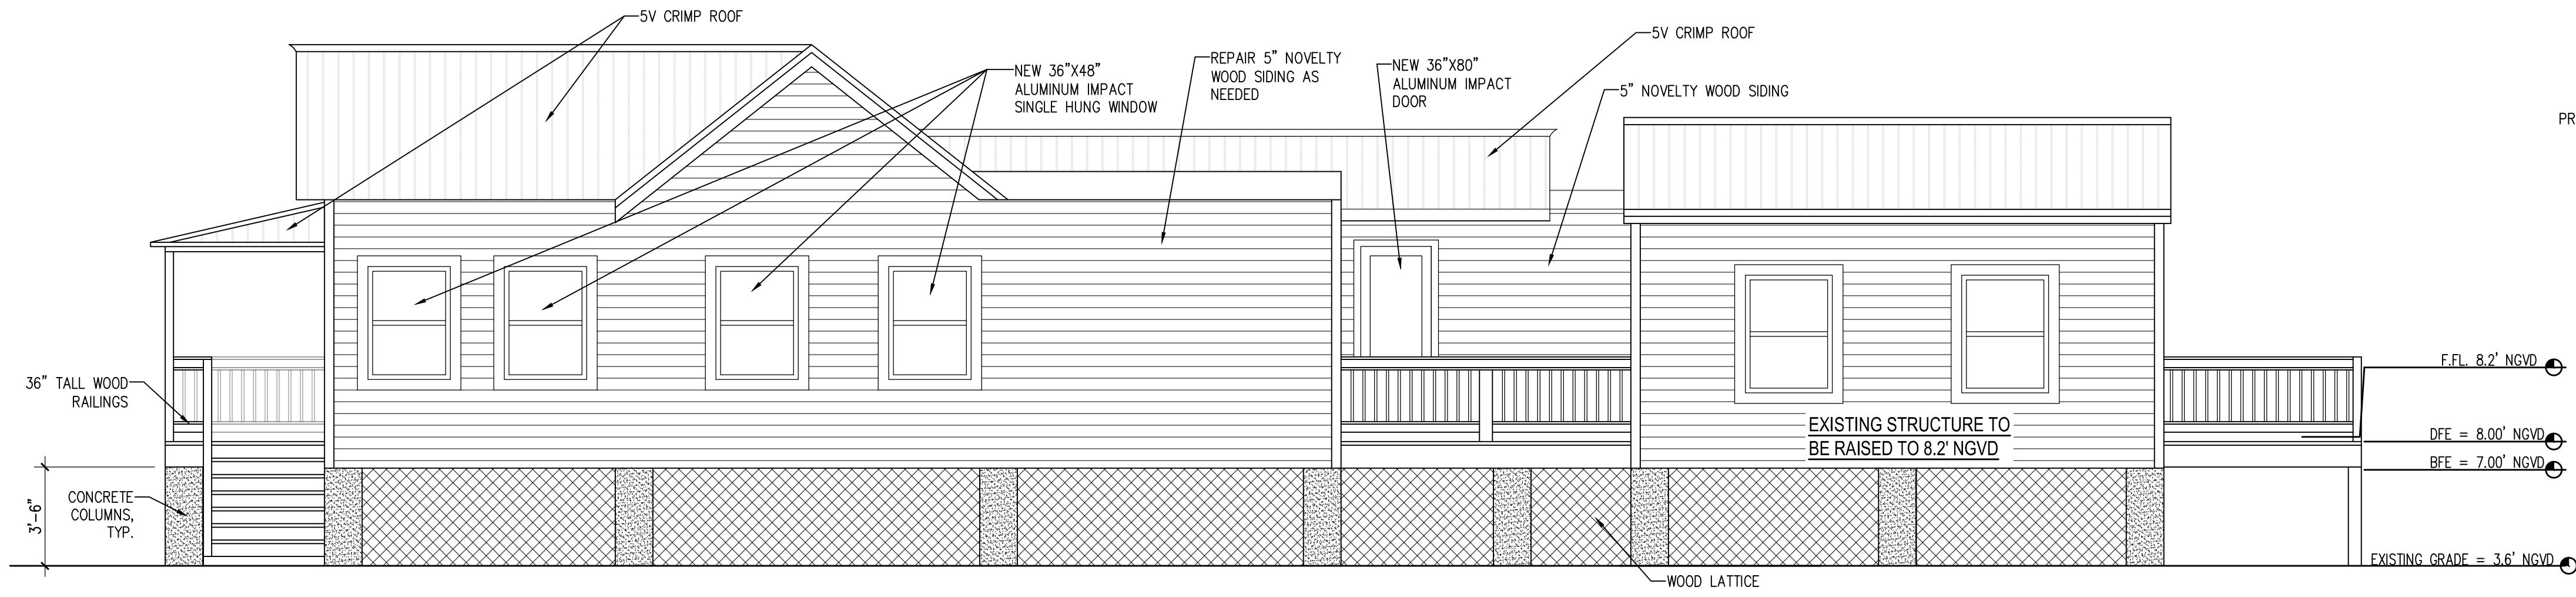 5V CRIMP ROOF
NEW 36"X48"
ALUMINUM IMPACT
SINGLE HUNG WINDOW
REPAIR 5" NOVELTY
WOOD SIDING AS
NEEDED
NEW 36"X80"
ALUMINUM IMPACT
DOOR
5V CRIMP ROOF
5" NOVELTY WOOD SIDING
PR
36" TALL WOOD
RAILINGS
CONCRETE
COLUMNS,
TYP.
3'-6"
EXISTING STRUCTURE TO
BE RAISED TO 8.2' NGVD
WOOD LATTICE
F.FL. 8.2' NGVD
DFE = 8.00' NGVD
BFE = 7.00' NGVD
EXISTING GRADE = 3.6' NGVD